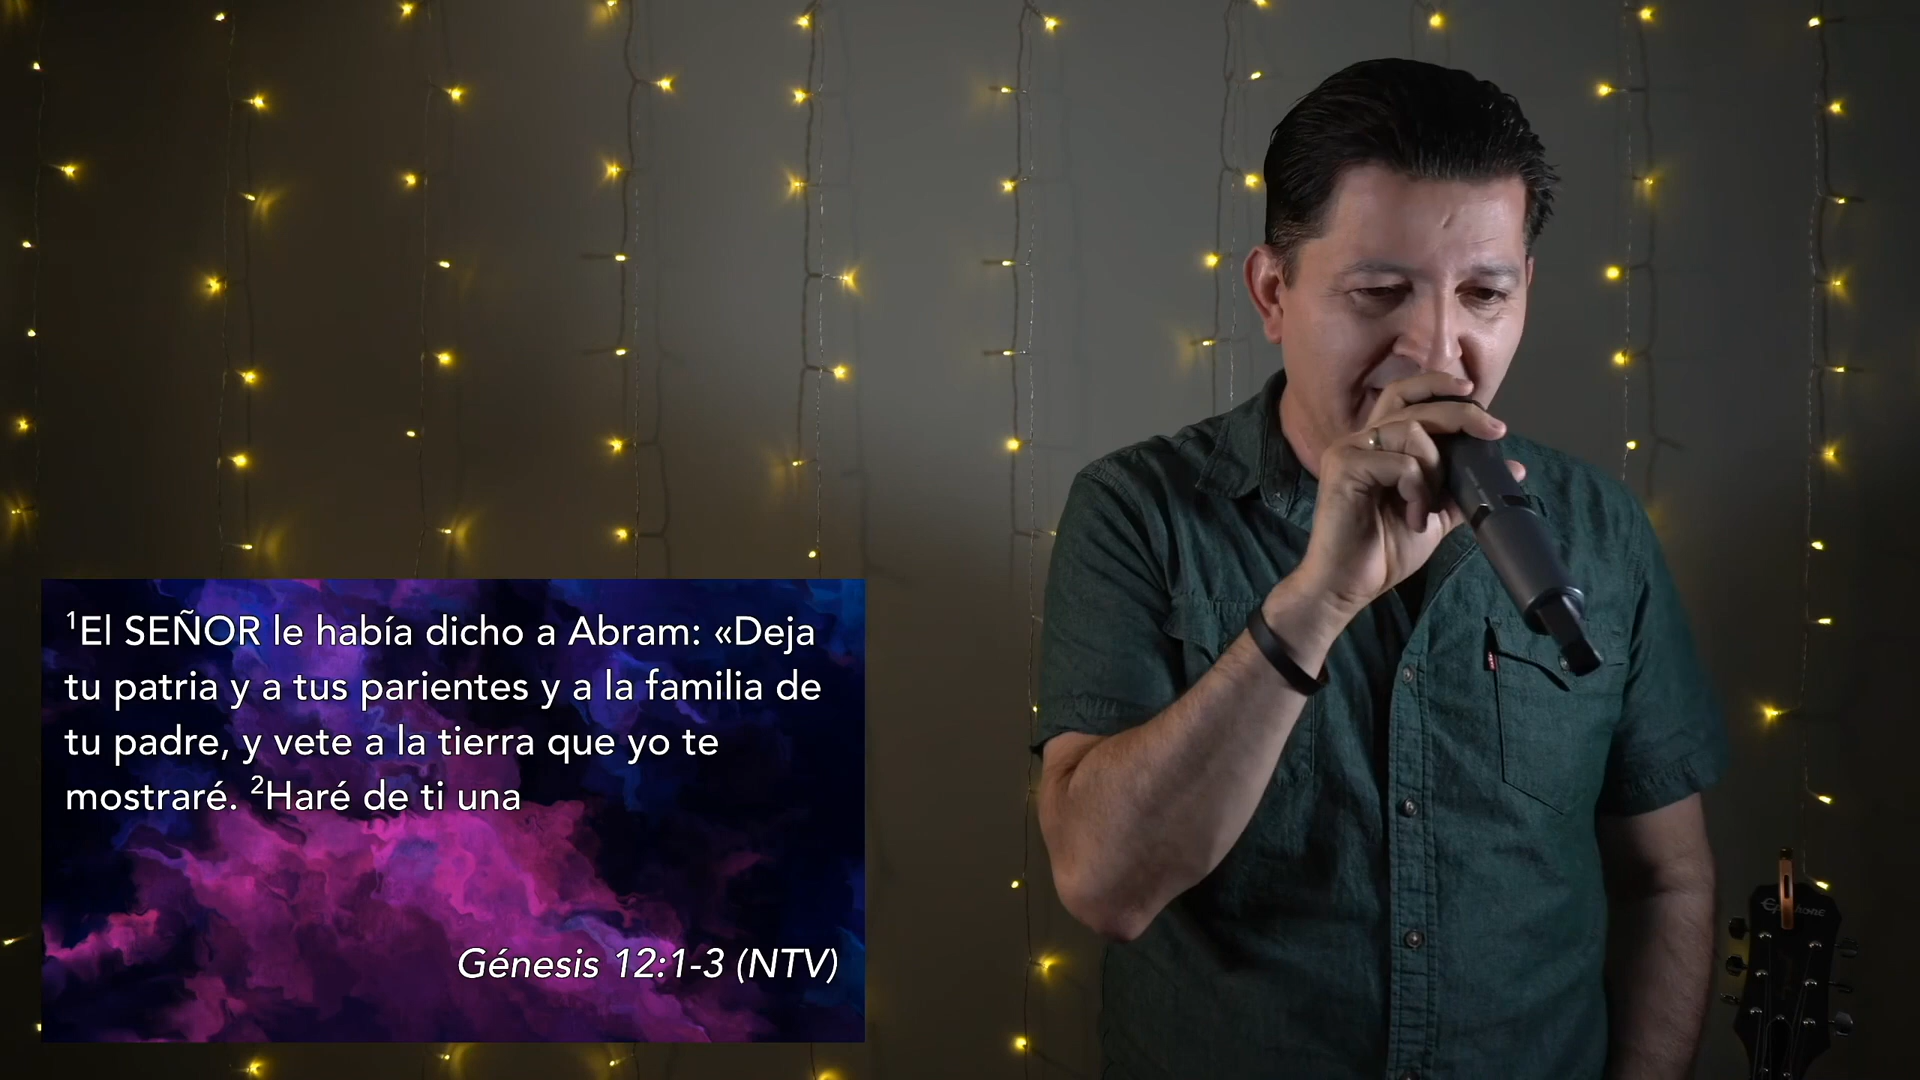 ¹El SEÑOR le había dicho a Abram: «Deja
tu patria y a tus parientes y a la familia de
tu padre, y vete a la tierra que yo te
mostraré. ²Haré de ti una
Génesis 12:1-3 (NTV)